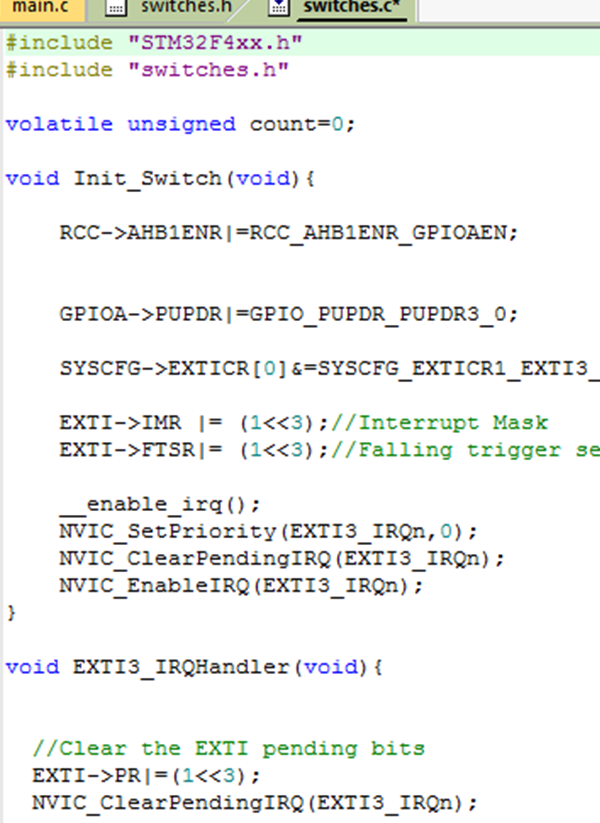 main.c switches.h switches.c*
#include "STM32F4xx.h"
#include "switches.h"
volatile unsigned count=0;
void Init_Switch(void){
RCC->AHB1ENR|=RCC_AHB1ENR_GPIOAEN;
GPIOA->PUPDR|=GPIO_PUPDR_PUPDR3_0;
SYSCFG->EXTICR[0]&=SYSCFG_EXTICR1_EXTI3_
EXTI->IMR |= (1<<3);//Interrupt Mask
EXTI->FTSR|= (1<<3);//Falling trigger se
__enable_irq();
NVIC_SetPriority(EXTI3_IRQn,0);
NVIC_ClearPendingIRQ(EXTI3_IRQn);
NVIC_EnableIRQ(EXTI3_IRQn);
}
void EXTI3_IRQHandler(void){
//Clear the EXTI pending bits
EXTI->PR|=(1<<3);
NVIC_ClearPendingIRQ(EXTI3_IRQn);